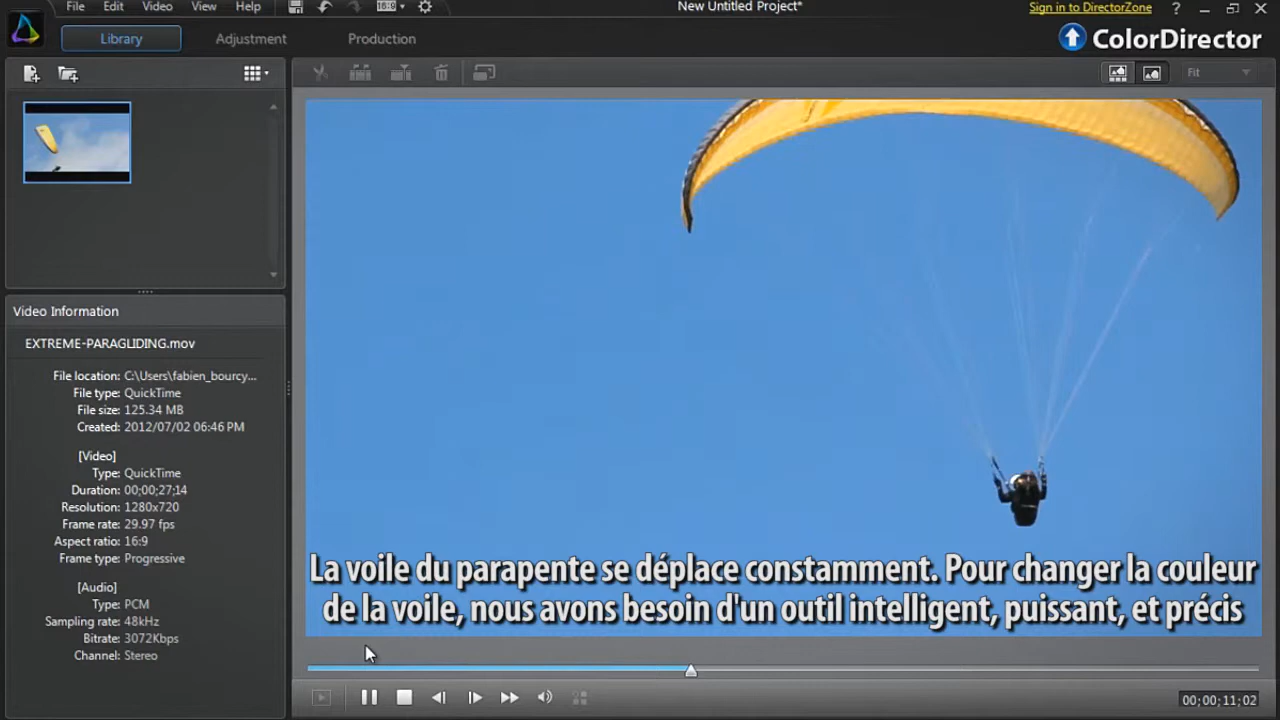 File Edit Video View Help
16:9
New Untitled Project*
Sign in to DirectorZone
?
Library Adjustment Production
ColorDirector
Fit
Video Information
EXTREME-PARAGLIDING.mov
File location: C:\Users\fabien_bourcy...
File type: QuickTime
File size: 125.34 MB
Created: 2012/07/02 06:46 PM
[Video]
Type: QuickTime
Duration: 00;00;27;14
Resolution: 1280x720
Frame rate: 29.97 fps
Aspect ratio: 16:9
Frame type: Progressive
[Audio]
Type: PCM
Sampling rate: 48kHz
Bitrate: 3072Kbps
Channel: Stereo
La voile du parapente se déplace constamment. Pour changer la couleur
de la voile, nous avons besoin d'un outil intelligent, puissant, et précis
00;00;11;02